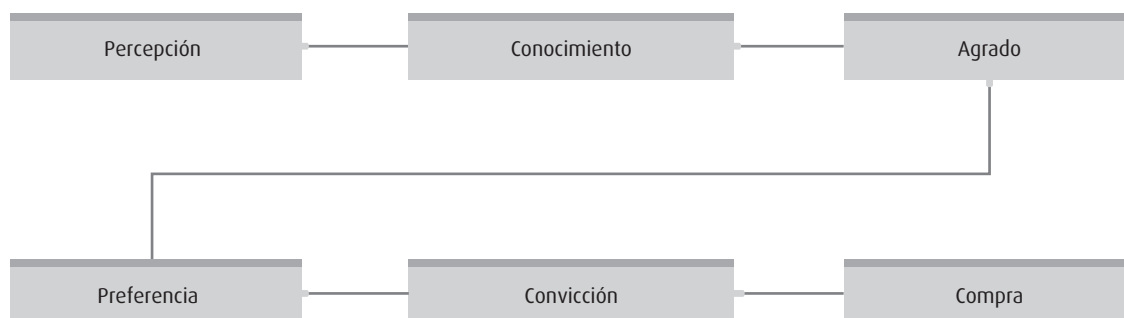 Percepción
Conocimiento
Agrado
Preferencia
Convicción
Compra